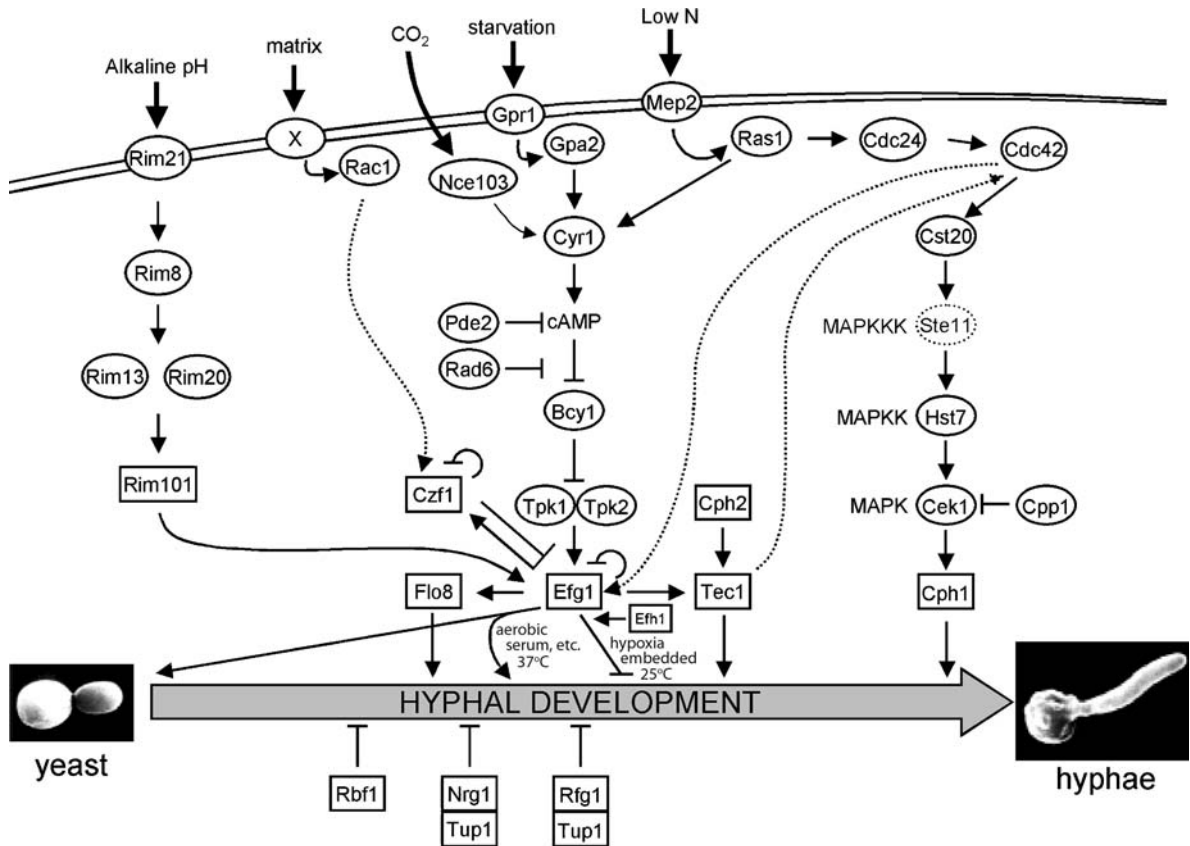 Low N
starvation
CO2
matrix
Alkaline pH
Mep2
Gpr1
X
Rim21
Rac1
Nce103
Gpa2
Ras1
Cdc24
Cdc42
Cyr1
Cst20
Rim8
Pde2
cAMP
MAPKKK
Ste11
Rad6
Rim13
Rim20
Bcy1
MAPKK
Hst7
Rim101
Czf1
Tpk1
Tpk2
Cph2
MAPK
Cek1
Cpp1
Flo8
Efg1
Tec1
Cph1
Efh1
aerobic
serum, etc.
37°C
hypoxia
embedded
25°C
HYPHAL DEVELOPMENT
yeast
hyphae
Rbf1
Nrg1
Tup1
Rfg1
Tup1